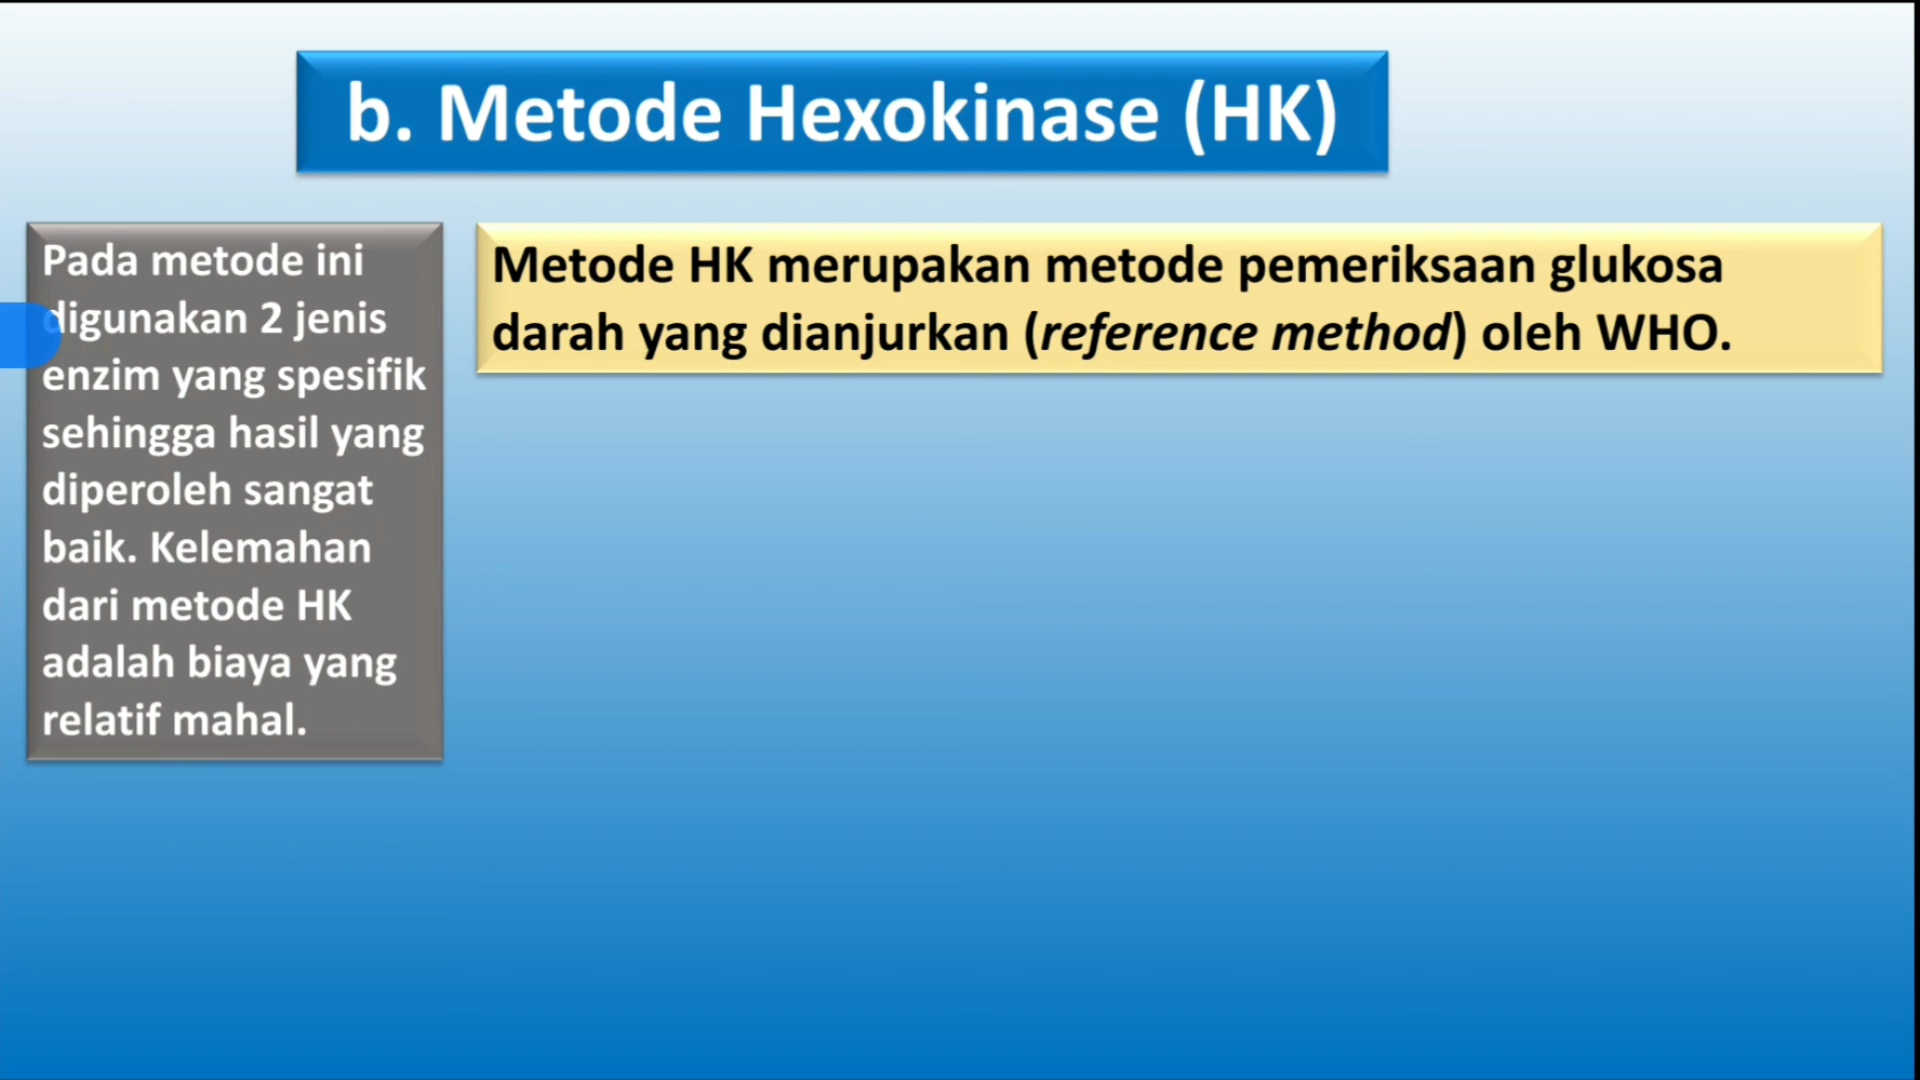 b. Metode Hexokinase (HK)
Pada metode ini
digunakan 2 jenis
enzim yang spesifik
sehingga hasil yang
diperoleh sangat
baik. Kelemahan
dari metode HK
adalah biaya yang
relatif mahal.
Metode HK merupakan metode pemeriksaan glukosa
darah yang dianjurkan (reference method) oleh WHO.